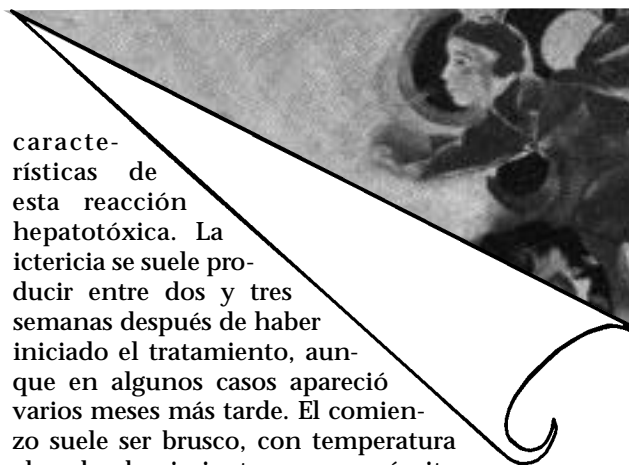 caracte-
rísticas de
esta reacción
hepatotóxica. La
ictericia se suele pro-
ducir entre dos y tres
semanas después de haber
iniciado el tratamiento, aun-
que en algunos casos apareció
varios meses más tarde. El comien-
zo suele ser brusco, con temperatura